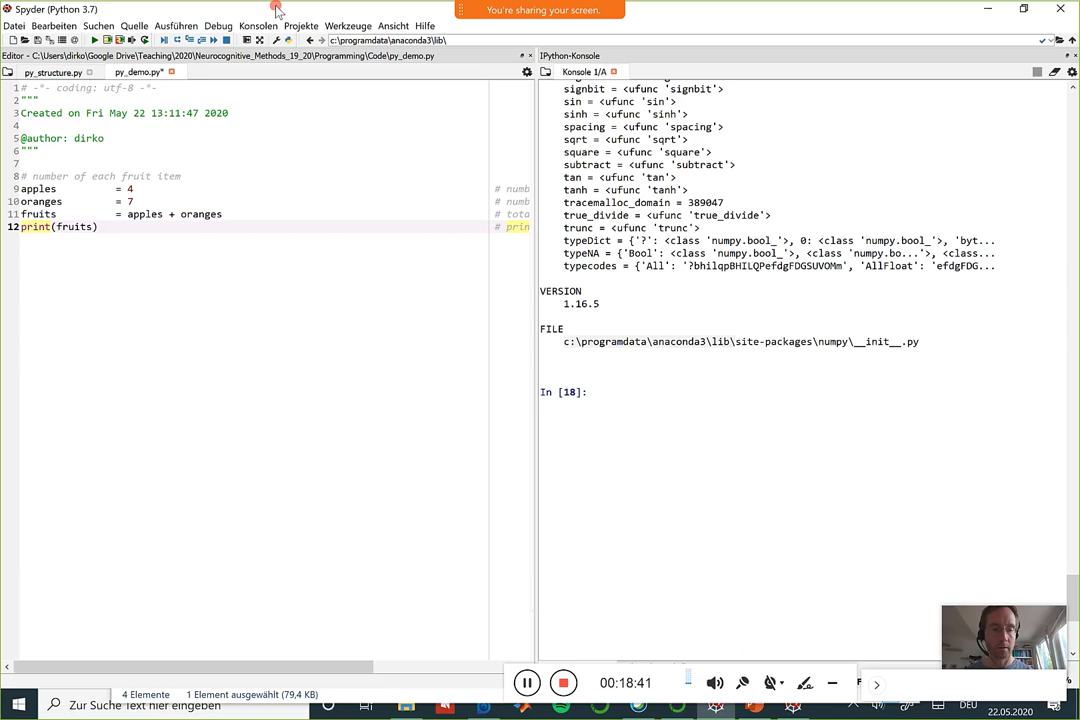 You're sharing your screen.
Spyder (Python 3.7)
Datei Bearbeiten Suchen Quelle Ausführen Debug Konsolen Projekte Werkzeuge Ansicht Hilfe
c:\programdata\anaconda3\lib\
Editor - C:\Users\dirko\Google Drive\Teaching\2020\Neurocognitive_Methods_19_20\Programming\Code\py_demo.py
py_structure.py py_demo.py*
1 # -*- coding: utf-8 -*-
2 """
3 Created on Fri May 22 13:11:47 2020
4
5 @author: dirko
6 """
7
8 # number of each fruit item
9 apples = 4 # numb
10 oranges = 7 # numb
11 fruits = apples + oranges # tota
12 print(fruits) # prin
IPython-Konsole
Konsole 1/A
signbit = <ufunc 'signbit'>
sin = <ufunc 'sin'>
sinh = <ufunc 'sinh'>
spacing = <ufunc 'spacing'>
sqrt = <ufunc 'sqrt'>
square = <ufunc 'square'>
subtract = <ufunc 'subtract'>
tan = <ufunc 'tan'>
tanh = <ufunc 'tanh'>
tracemalloc_domain = 389047
true_divide = <ufunc 'true_divide'>
trunc = <ufunc 'trunc'>
typeDict = {'?': <class 'numpy.bool_'>, 0: <class 'numpy.bool_'>, 'byt...
typeNA = {'Bool': <class 'numpy.bool_'>, <class 'numpy.bo...'>, <class...
typecodes = {'All': '?bhilqpBHILQPefdgFDGSUVOMm', 'AllFloat': 'efdgFDG...
VERSION
1.16.5
FILE
c:\programdata\anaconda3\lib\site-packages\numpy\__init__.py
In [18]:
00:18:41
4 Elemente 1 Element ausgewählt (79,4 KB)
Zur Suche Text hier eingeben
DEU
22.05.2020